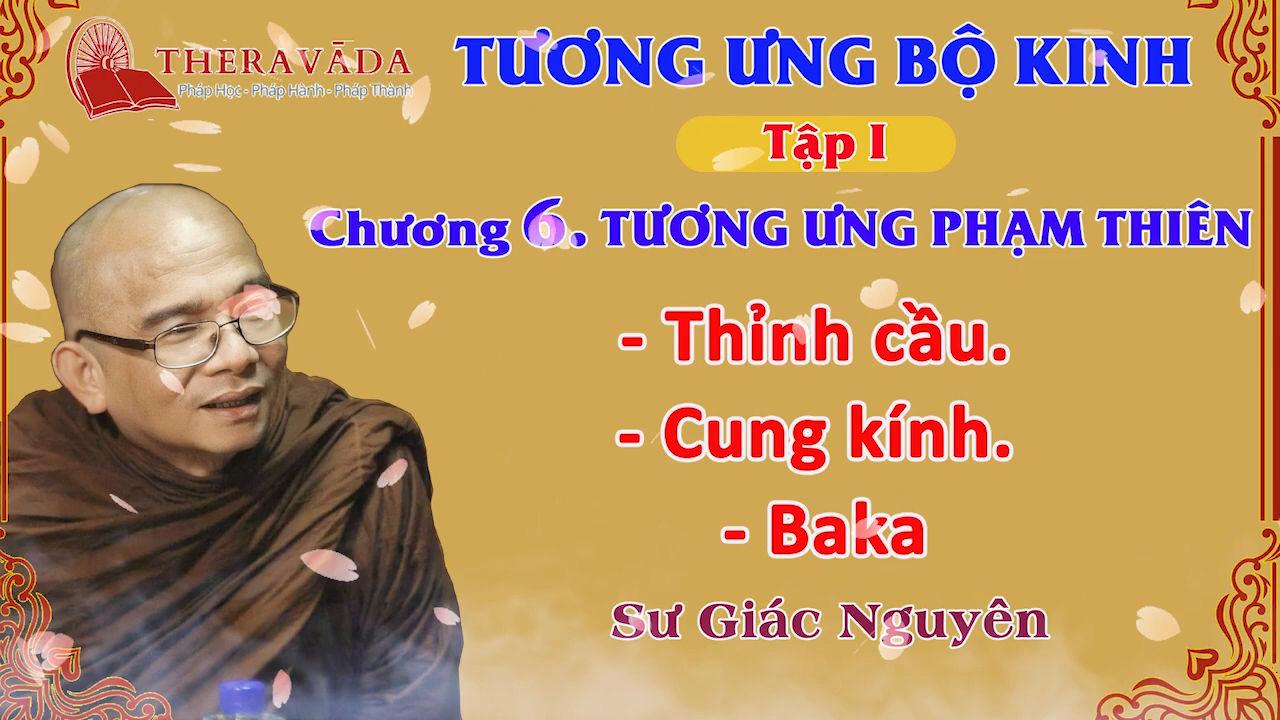 THERAVĀDA
Pháp Học - Pháp Hành - Pháp Thành
TƯƠNG ƯNG BỘ KINH
Tập I
Chương 6. TƯƠNG ƯNG PHẠM THIÊN
- Thỉnh cầu.
- Cung kính.
- Baka
Sư Giác Nguyên